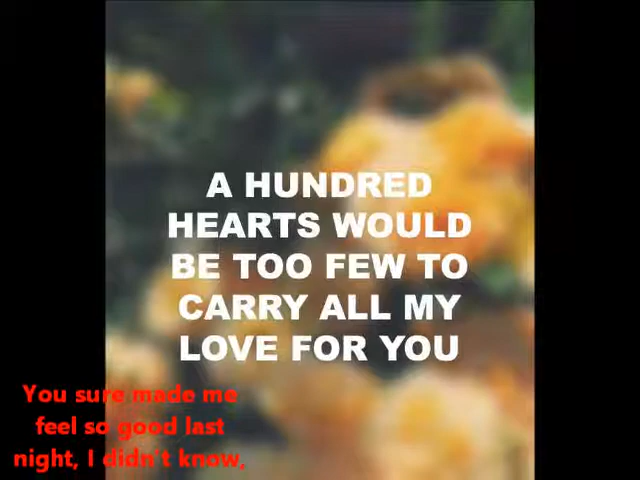 A HUNDRED
HEARTS WOULD
BE TOO FEW TO
CARRY ALL MY
LOVE FOR YOU
You sure made me
feel so good last
night, I didn't know,